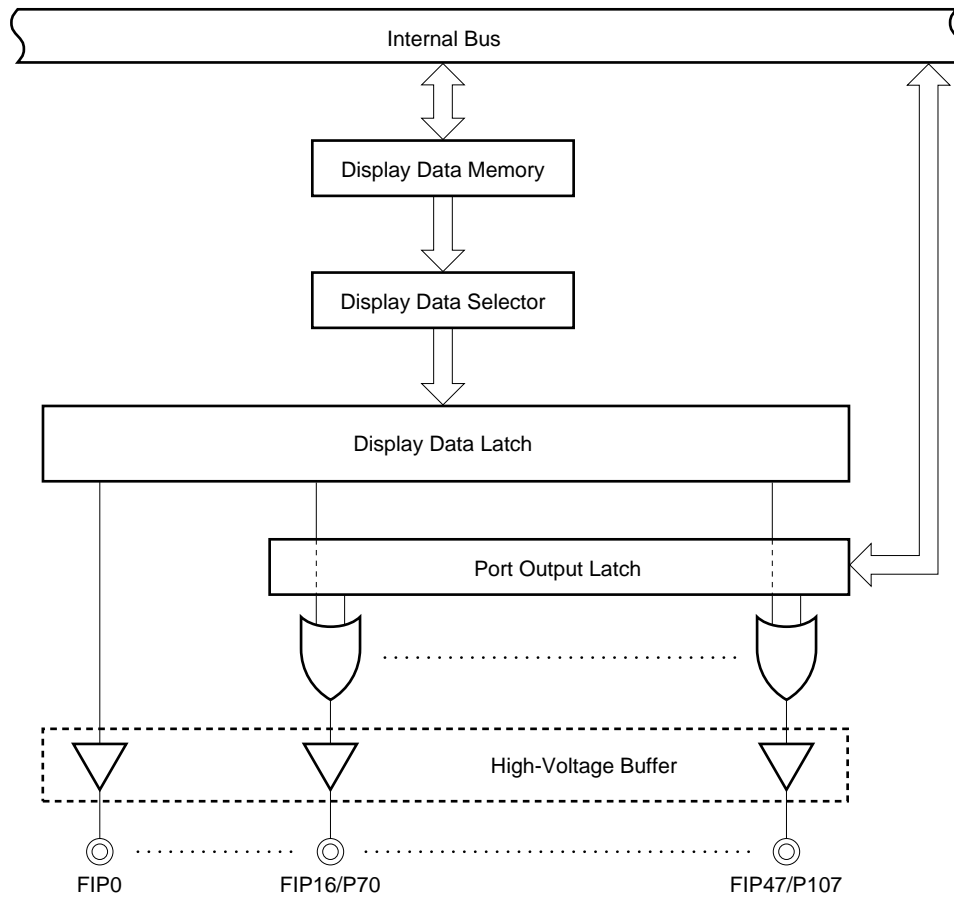 Internal Bus
Display Data Memory
Display Data Selector
Display Data Latch
Port Output Latch
High-Voltage Buffer
FIP0
FIP16/P70
FIP47/P107